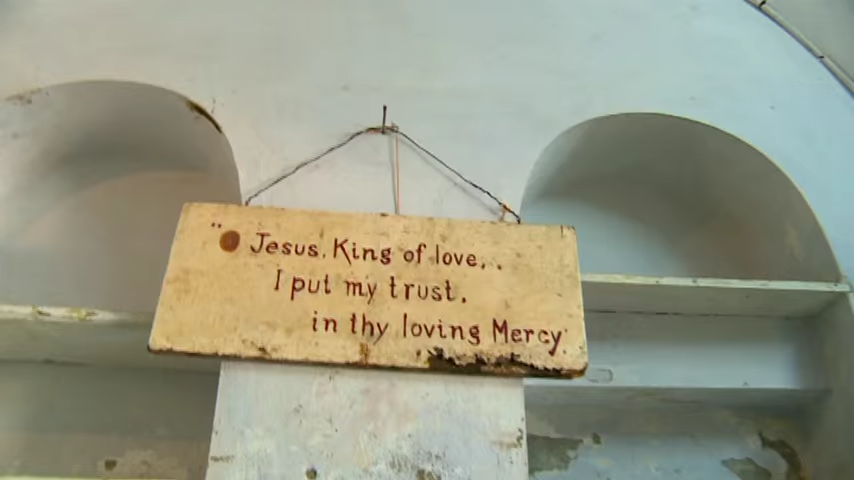 "O Jesus, King of love,..
I put my trust.
in thy loving Mercy.